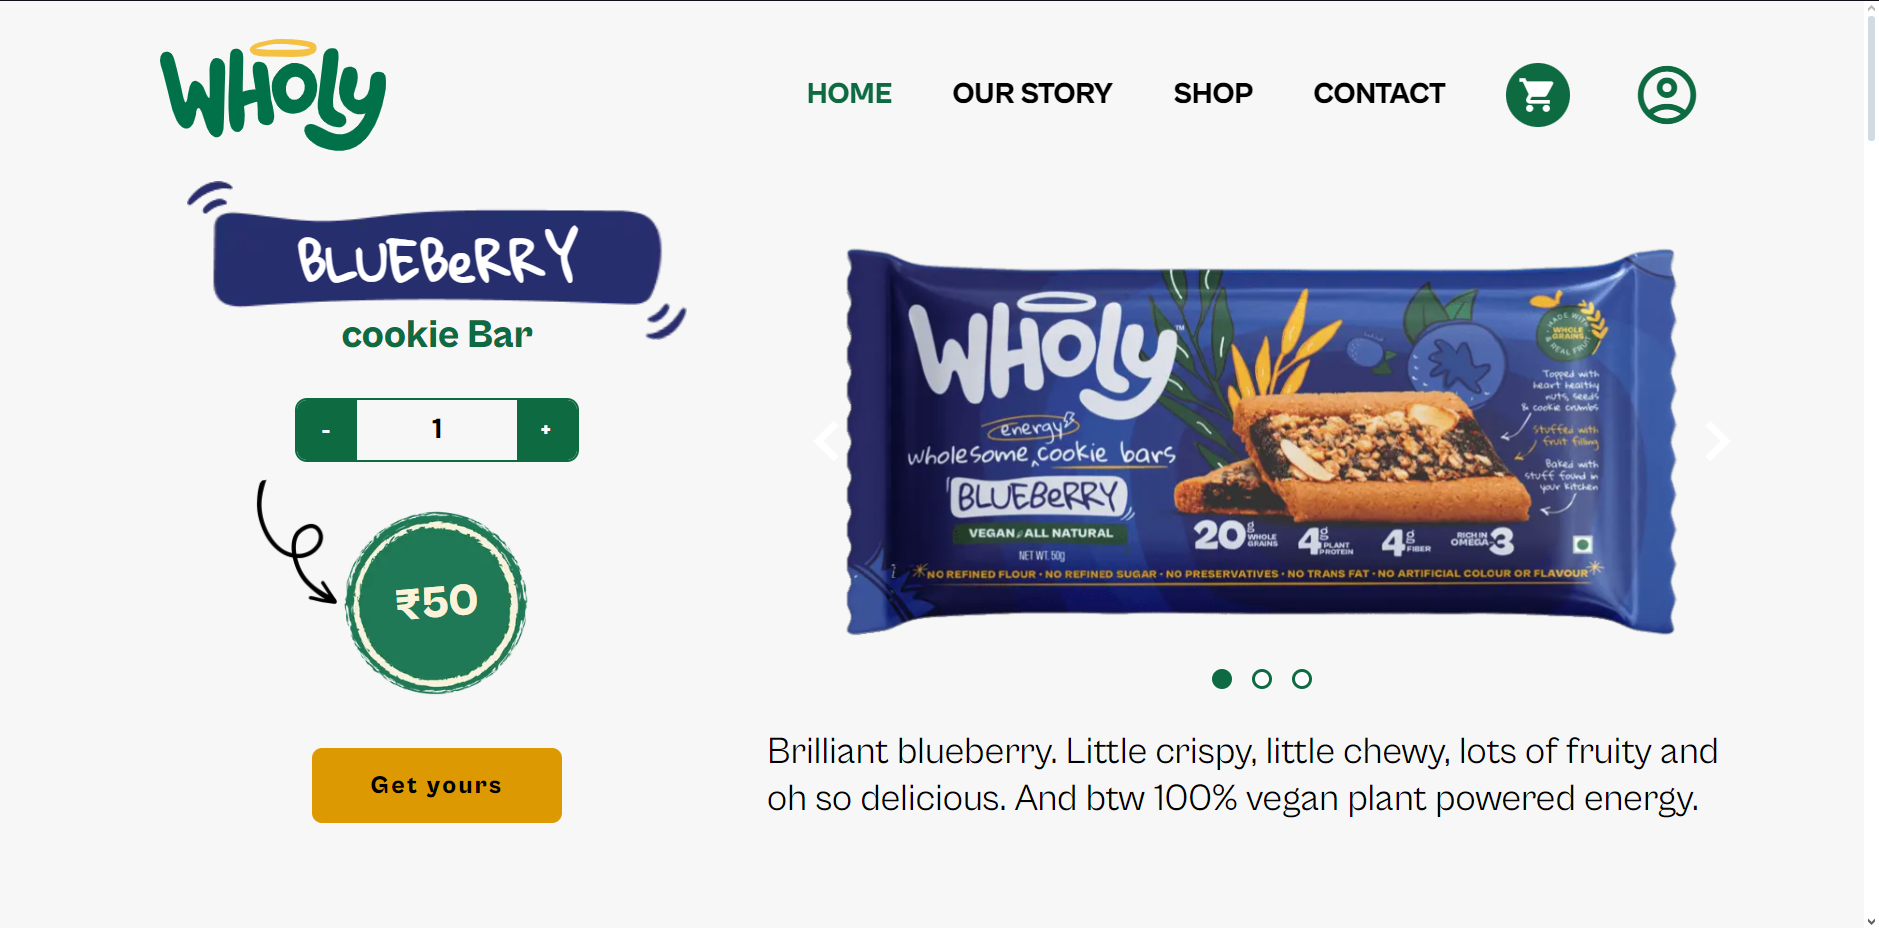 WHOLY
HOME OUR STORY SHOP CONTACT
BLUEBeRRY
cookie Bar
- 1 +
₹50
Get yours
WHOLY™
energy
wholesome cookie bars
BLUEBeRRY
VEGAN ALL NATURAL
NET WT. 50g
MADE WITH
WHOLE
GRAINS
& REAL FRUIT
Topped with
heart healthy
nuts, seeds
& cookie crumbs
Stuffed with
fruit filling
Baked with
stuff found in
your kitchen
20g WHOLE GRAINS
4g PLANT PROTEIN
4g FIBER
RICH IN OMEGA-3
NO REFINED FLOUR · NO REFINED SUGAR · NO PRESERVATIVES · NO TRANS FAT · NO ARTIFICIAL COLOUR OR FLAVOUR
Brilliant blueberry. Little crispy, little chewy, lots of fruity and
oh so delicious. And btw 100% vegan plant powered energy.